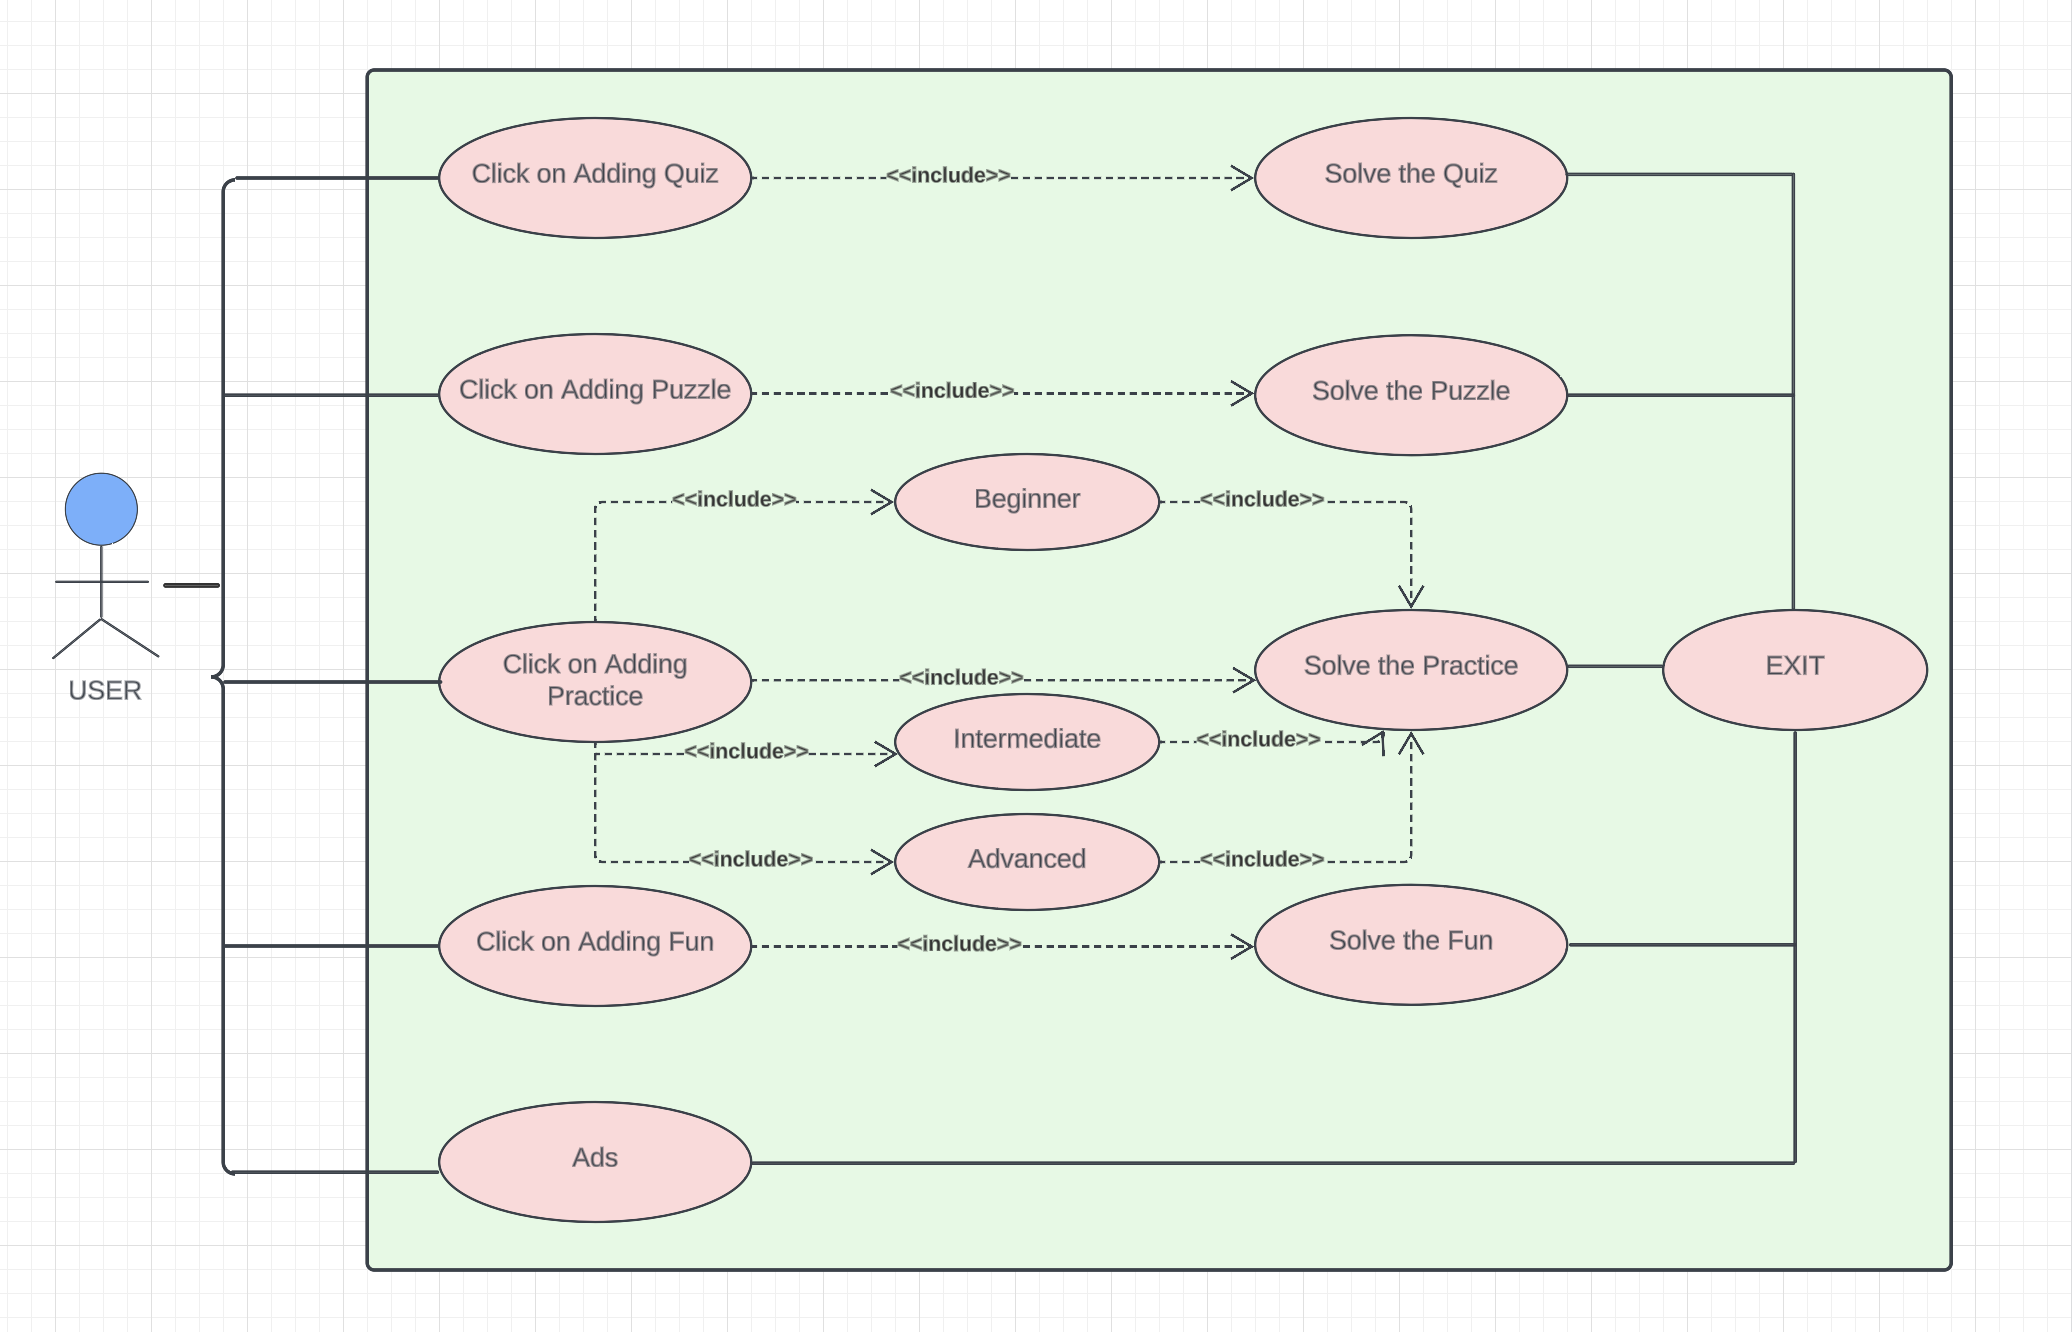 Click on Adding Quiz
<<include>>
Solve the Quiz
Click on Adding Puzzle
<<include>>
Solve the Puzzle
<<include>>
Beginner
<<include>>
USER
Click on Adding
Practice
<<include>>
Solve the Practice
EXIT
<<include>>
Intermediate
<<include>>
<<include>>
Advanced
<<include>>
Click on Adding Fun
<<include>>
Solve the Fun
Ads